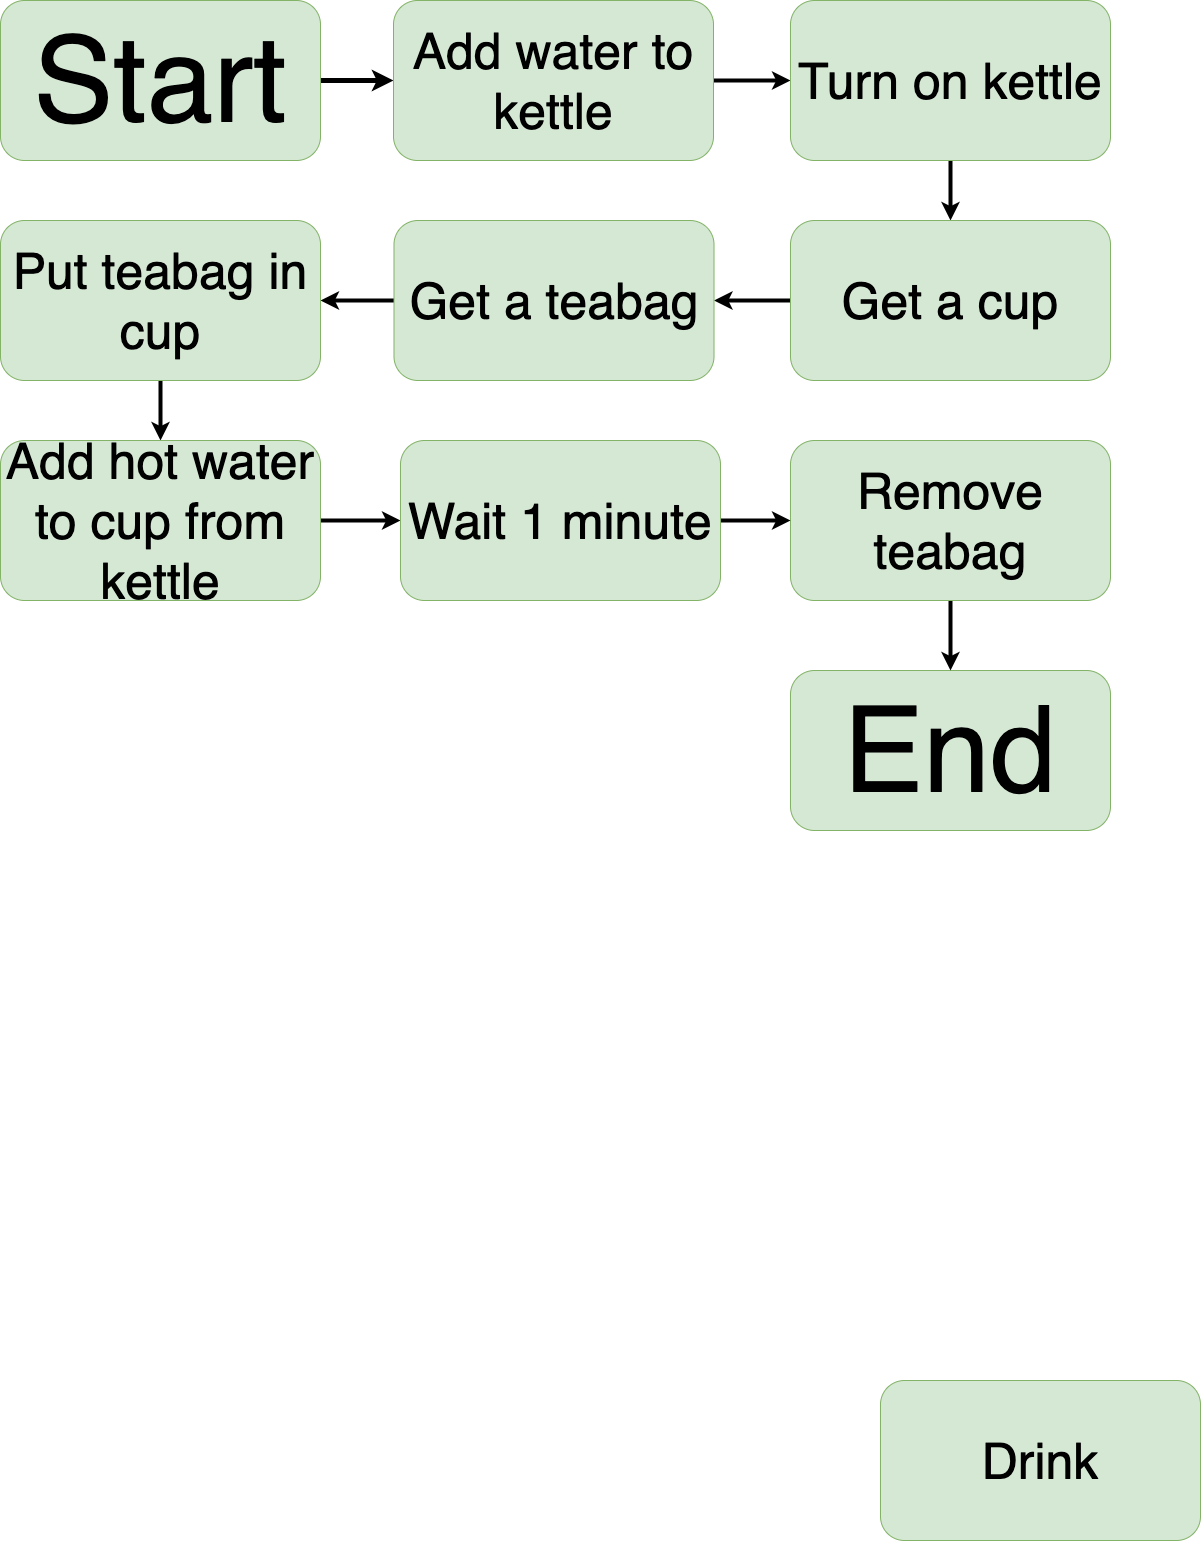 Start
Add water to
kettle
Turn on kettle
Put teabag in
cup
Get a teabag
Get a cup
Add hot water
to cup from
kettle
Wait 1 minute
Remove
teabag
End
Drink